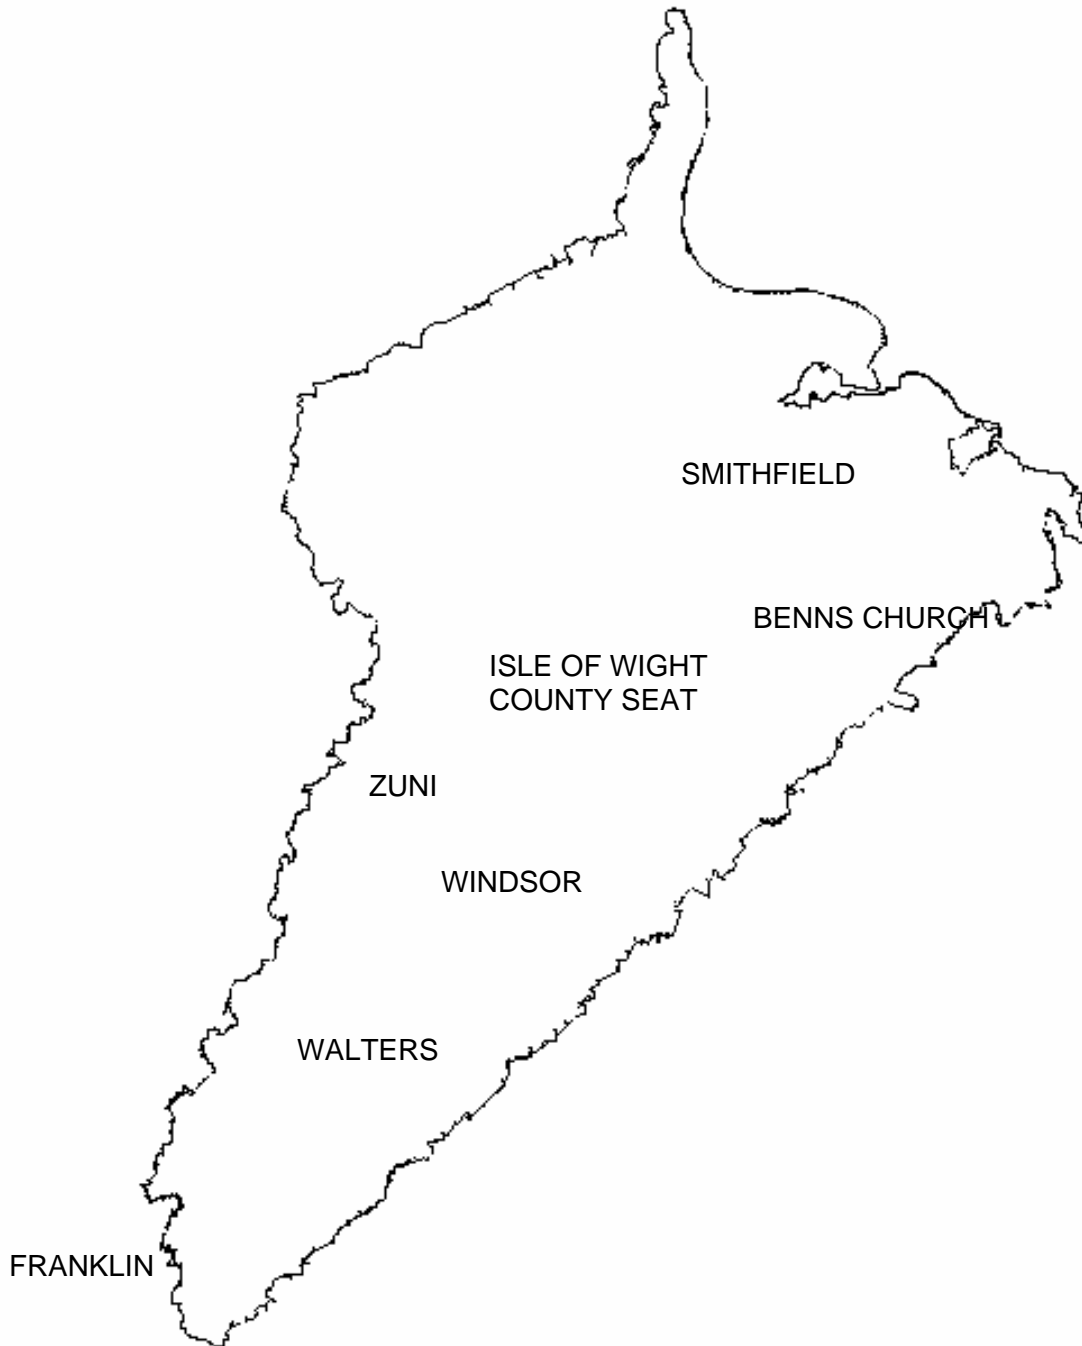 SMITHFIELD
BENNS CHURCH
ISLE OF WIGHT
COUNTY SEAT
ZUNI
WINDSOR
WALTERS
FRANKLIN